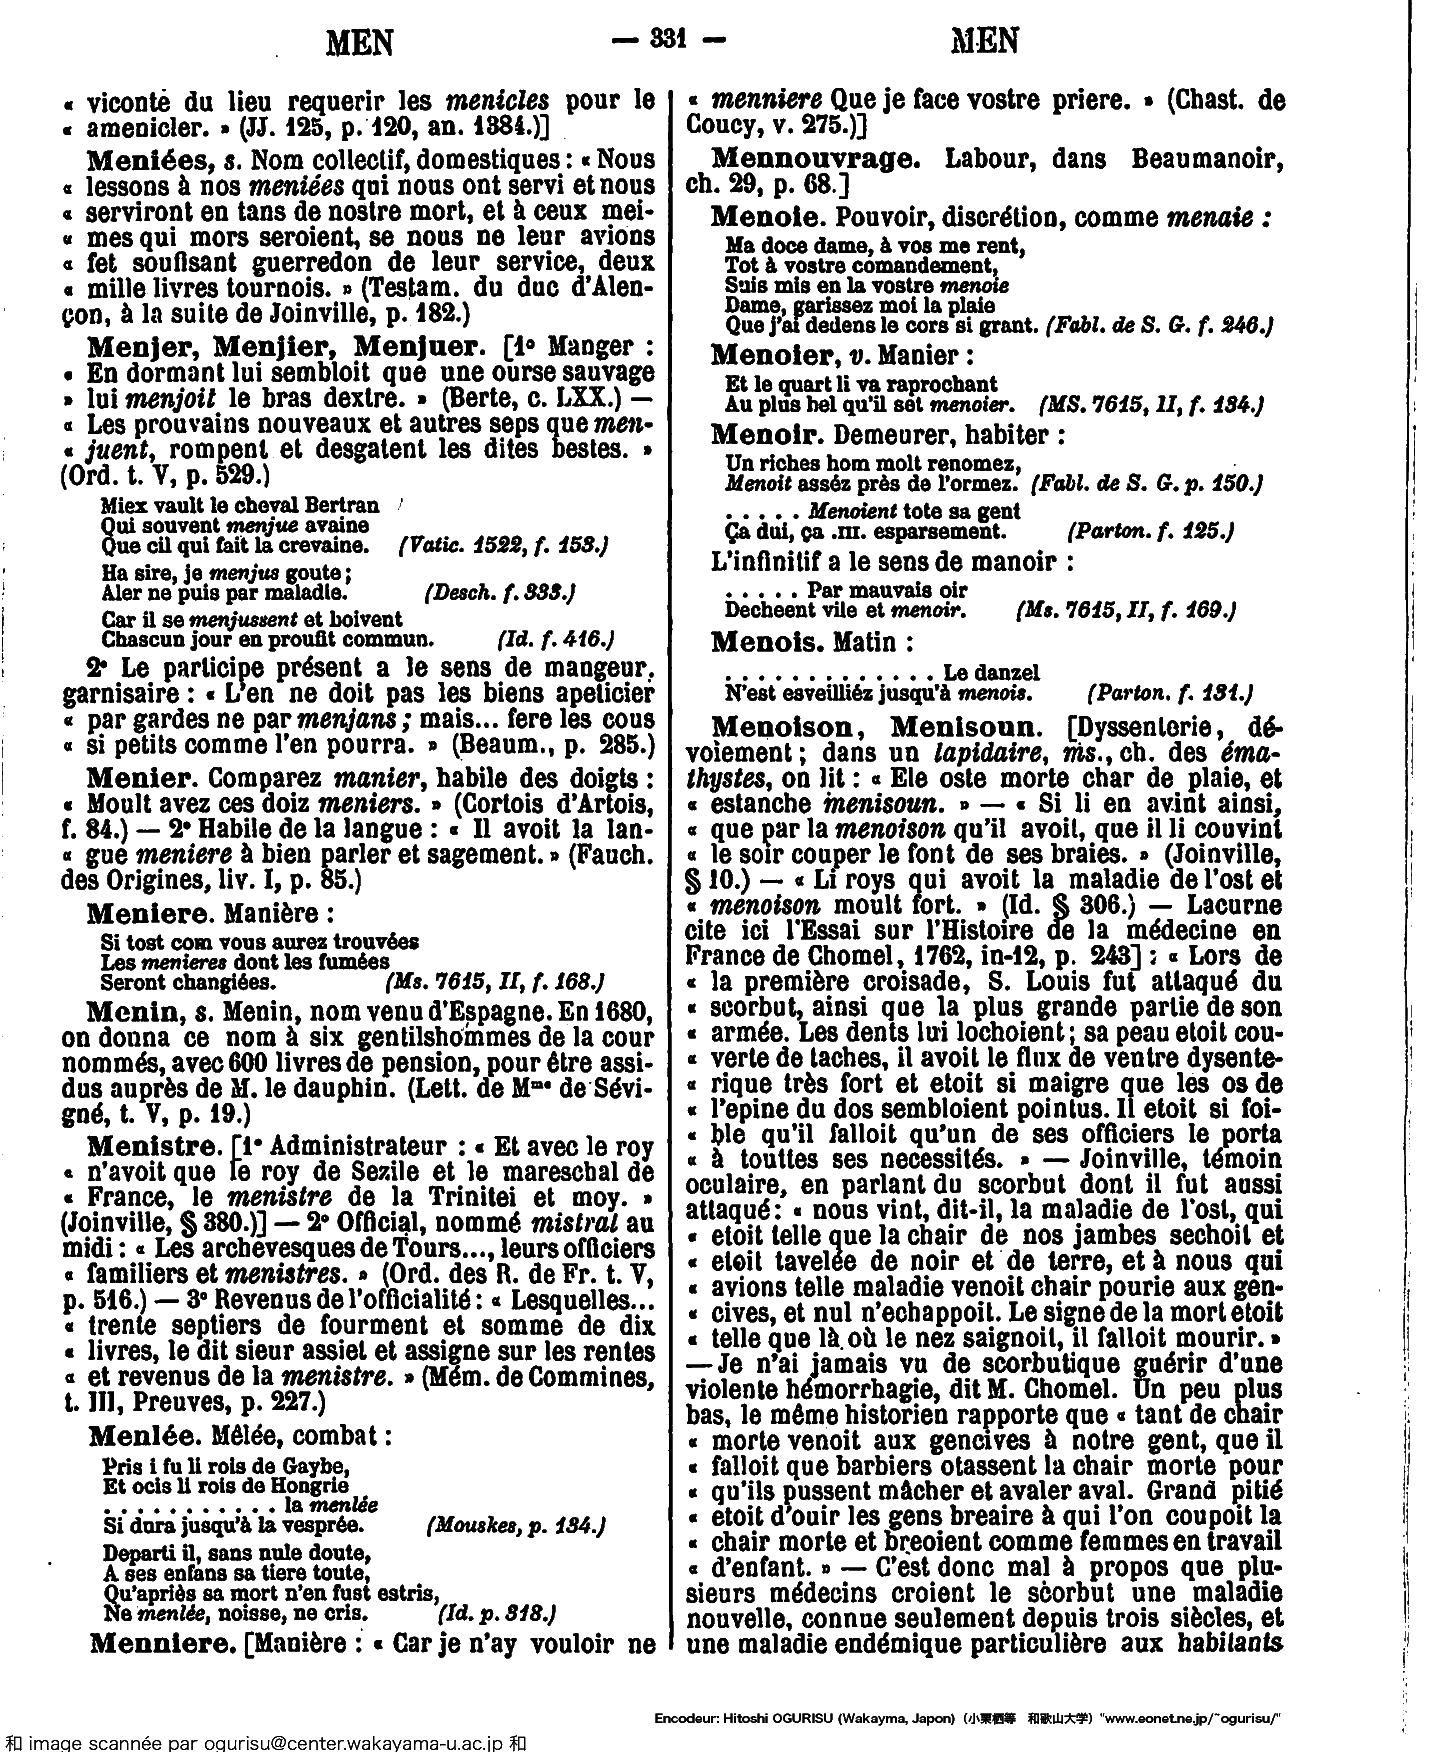 MEN — 331 — MEN
« viconte du lieu requerir les menicles pour le
« amenicler. » (JJ. 125, p. 120, an. 1384.)]
Meniées, s. Nom collectif, domestiques : « Nous
« lessons à nos meniées qui nous ont servi et nous
« serviront en tans de nostre mort, et à ceux mei-
« mes qui mors seroient, se nous ne leur avions
« fet soufisant guerredon de leur service, deux
« mille livres tournois. » (Testam. du duc d'Alen-
çon, à la suite de Joinville, p. 182.)
Menjer, Menjier, Menjuer. [1° Manger :
« En dormant lui sembloit que une ourse sauvage
» lui menjoit le bras dextre. » (Berte, c. LXX.) —
« Les prouvains nouveaux et autres seps que men-
« juent, rompent et desgatent les dites bestes. »
(Ord. t. V, p. 529.)
Miex vault le cheval Bertran
Qui souvent menjue avaine
Que cil qui fait la crevaine. (Vatic. 1522, f. 153.)
Ha sire, je menjus goute ;
Aler ne puis par maladie. (Desch. f. 333.)
Car il se menjussent et boivent
Chascun jour en proufit commun. (Id. f. 416.)
2° Le participe présent a le sens de mangeur,
garnisaire : « L'en ne doit pas les biens apeticier
« par gardes ne par menjans ; mais... fere les cous
« si petits comme l'en pourra. » (Beaum., p. 285.)
Menier. Comparez manier, habile des doigts :
« Moult avez ces doiz meniers. » (Cortois d'Artois,
f. 84.) — 2° Habile de la langue : « Il avoit la lan-
« gue meniere à bien parler et sagement. » (Fauch.
des Origines, liv. I, p. 85.)
Meniere. Manière :
Si tost com vous aurez trouvées
Les menieres dont les fumées
Seront changiées. (Ms. 7615, II, f. 168.)
Menin, s. Menin, nom venu d'Espagne. En 1680,
on donna ce nom à six gentilshommes de la cour
nommés, avec 600 livres de pension, pour être assi-
dus auprès de M. le dauphin. (Lett. de Mme de Sévi-
gné, t. V, p. 19.)
Menistre. [1° Administrateur : « Et avec le roy
« n'avoit que le roy de Sezile et le mareschal de
« France, le menistre de la Trinitei et moy. »
(Joinville, § 380.)] — 2° Official, nommé mistral au
midi : « Les archevesques de Tours..., leurs officiers
« familiers et menistres. » (Ord. des R. de Fr. t. V,
p. 516.) — 3° Revenus de l'officialité : « Lesquelles...
« trente septiers de fourment et somme de dix
« livres, le dit sieur assiet et assigne sur les rentes
« et revenus de la menistre. » (Mém. de Commines,
t. III, Preuves, p. 227.)
Menlée. Mêlée, combat :
Pris i fu li rois de Gaybe,
Et ocis li rois de Hongrie
. . . . . . . . . . . la menlée
Si dura jusqu'à la vesprée. (Mouskes, p. 134.)
Departi il, sans nule doute,
A ses enfans sa tiere toute,
Qu'apriès sa mort n'en fust estris,
Ne menlée, noisse, ne cris. (Id. p. 318.)
Menniere. [Manière : « Car je n'ay vouloir ne
« menniere Que je face vostre priere. » (Chast. de
Coucy, v. 275.)]
Mennouvrage. Labour, dans Beaumanoir,
ch. 29, p. 68.]
Menoie. Pouvoir, discrétion, comme menaie :
Ma doce dame, à vos me rent,
Tot à vostre comandement,
Suis mis en la vostre menoie
Dame, garissez moi la plaie
Que j'ai dedens le cors si grant. (Fabl. de S. G. f. 246.)
Menoier, v. Manier :
Et le quart li va raprochant
Au plus bel qu'il set menoier. (MS. 7615, II, f. 134.)
Menoir. Demeurer, habiter :
Un riches hom molt renomez,
Menoit asséz près de l'ormez. (Fabl. de S. G. p. 150.)
. . . . . Menoient tote sa gent
Ça dui, ça .III. esparsement. (Parton. f. 125.)
L'infinitif a le sens de manoir :
. . . . . Par mauvais oir
Decheent vile et menoir. (Ms. 7615, II, f. 169.)
Menois. Matin :
. . . . . . . . . . . . . Le danzel
N'est esveilliéz jusqu'à menois. (Parton. f. 131.)
Menoison, Menisoun. [Dyssenterie, dé-
voiement ; dans un lapidaire, ms., ch. des éma-
thystes, on lit : « Ele oste morte char de plaie, et
« estanche menisoun. » — « Si li en avint ainsi,
« que par la menoison qu'il avoit, que il li couvint
« le soir couper le font de ses braies. » (Joinville,
§ 10.) — « Li roys qui avoit la maladie de l'ost et
« menoison moult fort. » (Id. § 306.) — Lacurne
cite ici l'Essai sur l'Histoire de la médecine en
France de Chomel, 1762, in-12, p. 243] : « Lors de
« la première croisade, S. Louis fut attaqué du
« scorbut, ainsi que la plus grande partie de son
« armée. Les dents lui lochoient ; sa peau etoit cou-
« verte de taches, il avoit le flux de ventre dysente-
« rique très fort et etoit si maigre que les os de
« l'epine du dos sembloient pointus. Il etoit si foi-
« ble qu'il falloit qu'un de ses officiers le porta
« à touttes ses necessités. » — Joinville, témoin
oculaire, en parlant du scorbut dont il fut aussi
attaqué : « nous vint, dit-il, la maladie de l'ost, qui
« etoit telle que la chair de nos jambes sechoit et
« etoit tavelée de noir et de terre, et à nous qui
« avions telle maladie venoit chair pourie aux gen-
« cives, et nul n'echappoit. Le signe de la mort etoit
« telle que là où le nez saignoit, il falloit mourir. »
— Je n'ai jamais vu de scorbutique guérir d'une
violente hémorrhagie, dit M. Chomel. Un peu plus
bas, le même historien rapporte que « tant de chair
« morte venoit aux gencives à notre gent, que il
« falloit que barbiers otassent la chair morte pour
« qu'ils pussent mâcher et avaler aval. Grand pitié
« etoit d'ouir les gens breaire à qui l'on coupoit la
« chair morte et breoient comme femmes en travail
« d'enfant. » — C'est donc mal à propos que plu-
sieurs médecins croient le scorbut une maladie
nouvelle, connue seulement depuis trois siècles, et
une maladie endémique particulière aux habitants
Encodeur: Hitoshi OGURISU (Wakayma, Japon) (小栗栖等 和歌山大学) "www.eonet.ne.jp/~ogurisu/"
和 image scannée par ogurisu@center.wakayama-u.ac.jp 和